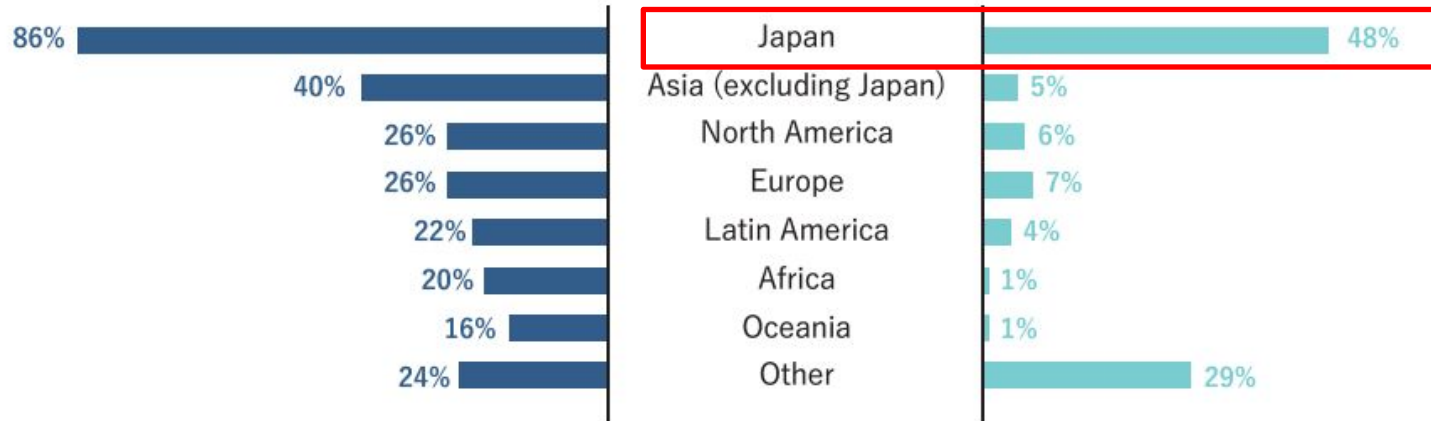 86% Japan 48%
40% Asia (excluding Japan) 5%
26% North America 6%
26% Europe 7%
22% Latin America 4%
20% Africa 1%
16% Oceania 1%
24% Other 29%